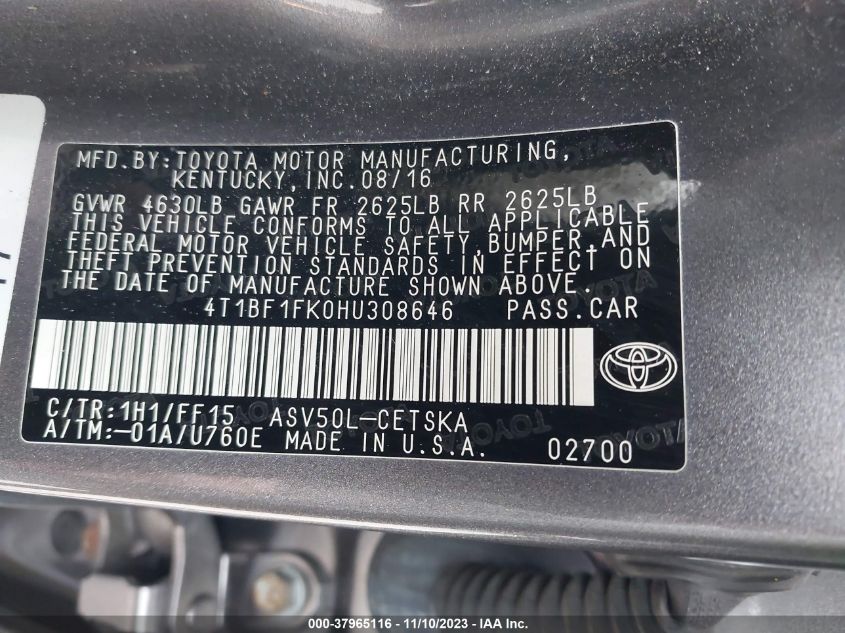 MFD.BY:TOYOTA MOTOR MANUFACTURING,
KENTUCKY,INC.08/16
GVWR 4630LB GAWR FR 2625LB RR 2625LB
THIS VEHICLE CONFORMS TO ALL APPLICABLE
FEDERAL MOTOR VEHICLE SAFETY,BUMPER,AND
THEFT PREVENTION STANDARDS IN EFFECT ON
THE DATE OF MANUFACTURE SHOWN ABOVE.
4T1BF1FK0HU308646 PASS.CAR
C/TR:1H1/FF15 ASV50L-CETSKA
A/TM:-01A/U760E MADE IN U.S.A. 02700
000-37965116 - 11/10/2023 - IAA Inc.